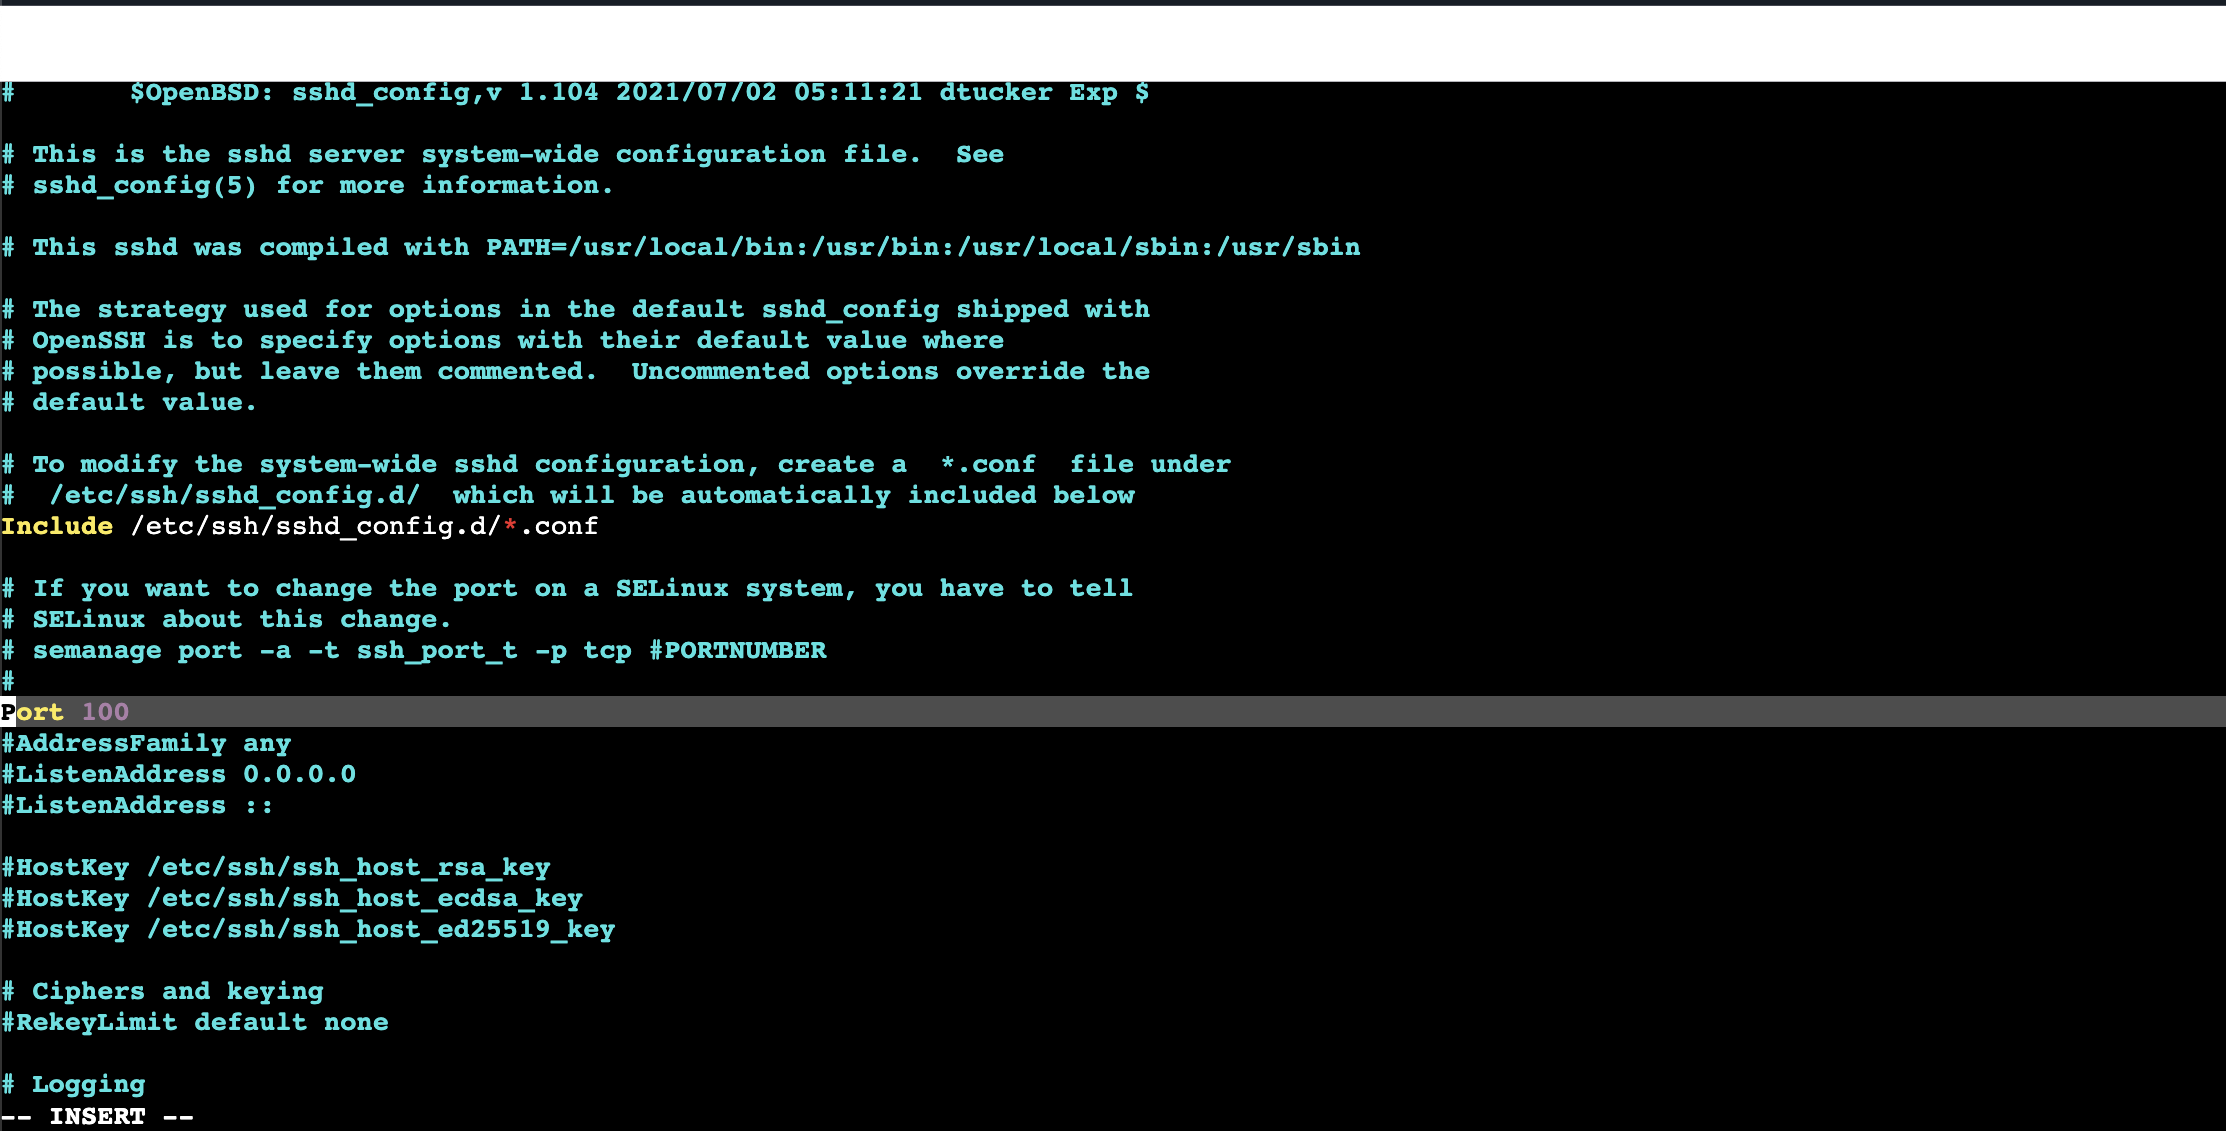 #       $OpenBSD: sshd_config,v 1.104 2021/07/02 05:11:21 dtucker Exp $
# This is the sshd server system-wide configuration file.  See
# sshd_config(5) for more information.
# This sshd was compiled with PATH=/usr/local/bin:/usr/bin:/usr/local/sbin:/usr/sbin
# The strategy used for options in the default sshd_config shipped with
# OpenSSH is to specify options with their default value where
# possible, but leave them commented.  Uncommented options override the
# default value.
# To modify the system-wide sshd configuration, create a  *.conf  file under
#  /etc/ssh/sshd_config.d/  which will be automatically included below
Include /etc/ssh/sshd_config.d/*.conf
# If you want to change the port on a SELinux system, you have to tell
# SELinux about this change.
# semanage port -a -t ssh_port_t -p tcp #PORTNUMBER
#
Port 100
#AddressFamily any
#ListenAddress 0.0.0.0
#ListenAddress ::
#HostKey /etc/ssh/ssh_host_rsa_key
#HostKey /etc/ssh/ssh_host_ecdsa_key
#HostKey /etc/ssh/ssh_host_ed25519_key
# Ciphers and keying
#RekeyLimit default none
# Logging
-- INSERT --